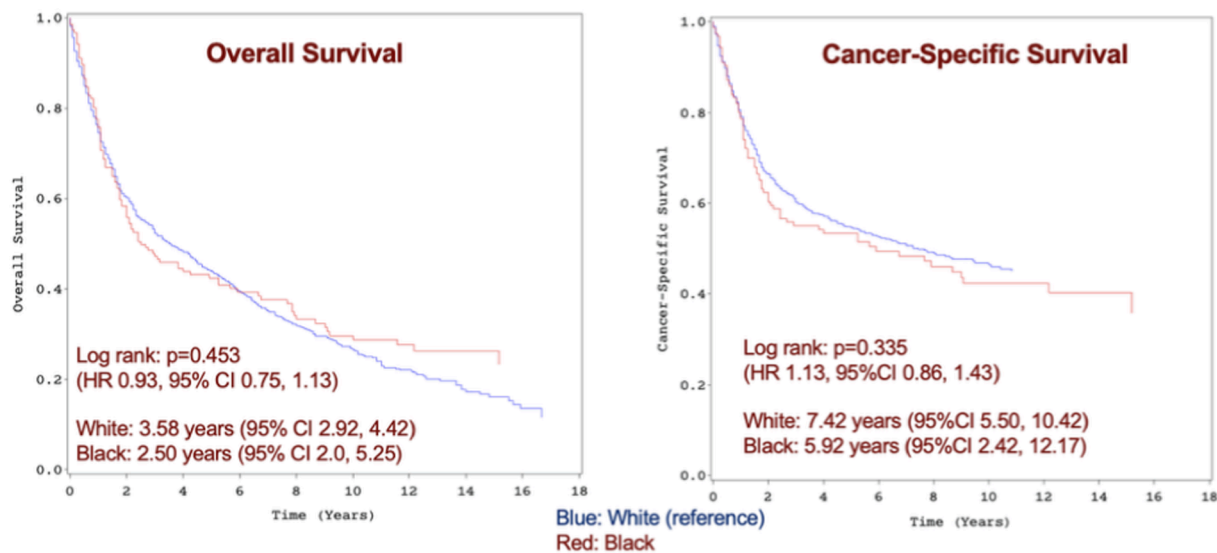 Overall Survival
Overall Survival
1.0
0.8
0.6
0.4
0.2
0.0
Log rank: p=0.453
(HR 0.93, 95% CI 0.75, 1.13)
White: 3.58 years (95% CI 2.92, 4.42)
Black: 2.50 years (95% CI 2.0, 5.25)
0 2 4 6 8 10 12 14 16 18
Time (Years)
Cancer-Specific Survival
Cancer-Specific Survival
1.0
0.8
0.6
0.4
0.2
0.0
Log rank: p=0.335
(HR 1.13, 95%CI 0.86, 1.43)
White: 7.42 years (95%CI 5.50, 10.42)
Black: 5.92 years (95%CI 2.42, 12.17)
0 2 4 6 8 10 12 14 16 18
Time (Years)
Blue: White (reference)
Red: Black